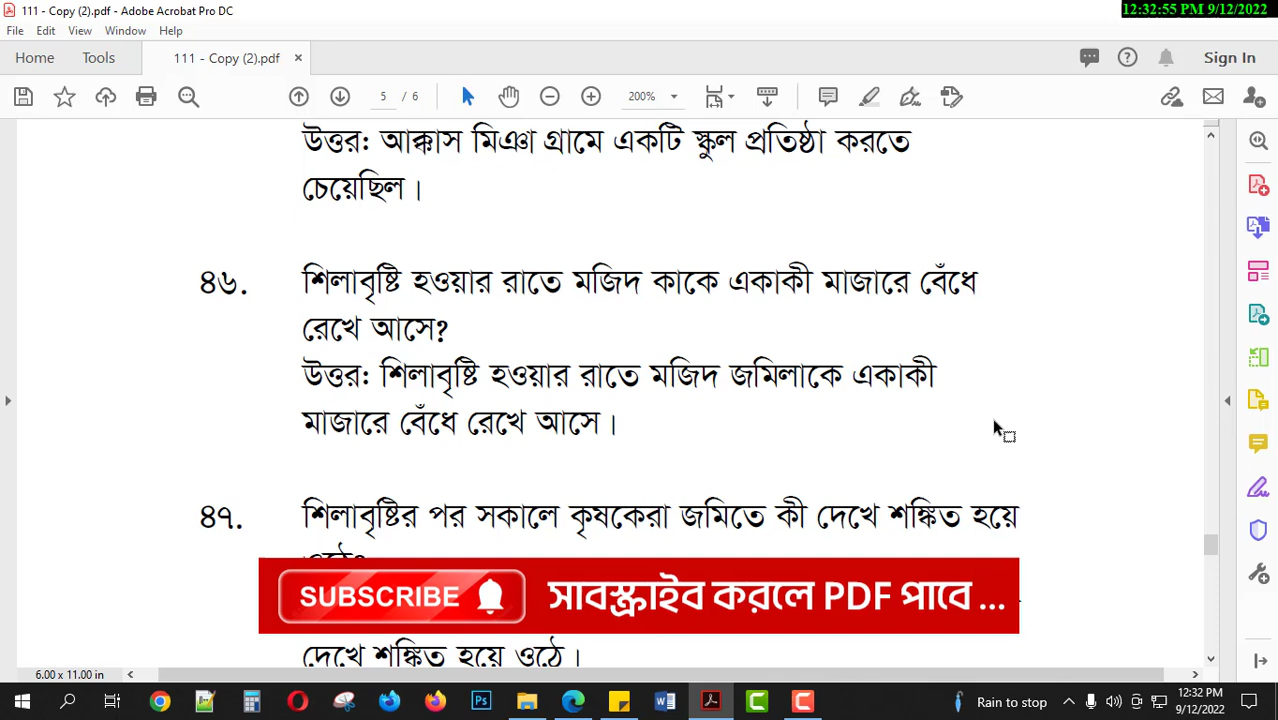 111 - Copy (2).pdf - Adobe Acrobat Pro DC
12:32:55 PM 9/12/2022
File Edit View Window Help
Home Tools 111 - Copy (2).pdf × Sign In
5 / 6 200%
উত্তর: আক্কাস মিঞা গ্রামে একটি স্কুল প্রতিষ্ঠা করতে
চেয়েছিল।
৪৬. শিলাবৃষ্টি হওয়ার রাতে মজিদ কাকে একাকী মাজারে বেঁধে
রেখে আসে?
উত্তর: শিলাবৃষ্টি হওয়ার রাতে মজিদ জমিলাকে একাকী
মাজারে বেঁধে রেখে আসে।
৪৭. শিলাবৃষ্টির পর সকালে কৃষকেরা জমিতে কী দেখে শঙ্কিত হয়ে
ওঠে?
SUBSCRIBE সাবস্ক্রাইব করলে PDF পাবে ...
দেখে শঙ্কিত হয়ে ওঠে।
6.00 x 11.00 in
Rain to stop 12:32 PM
9/12/2022